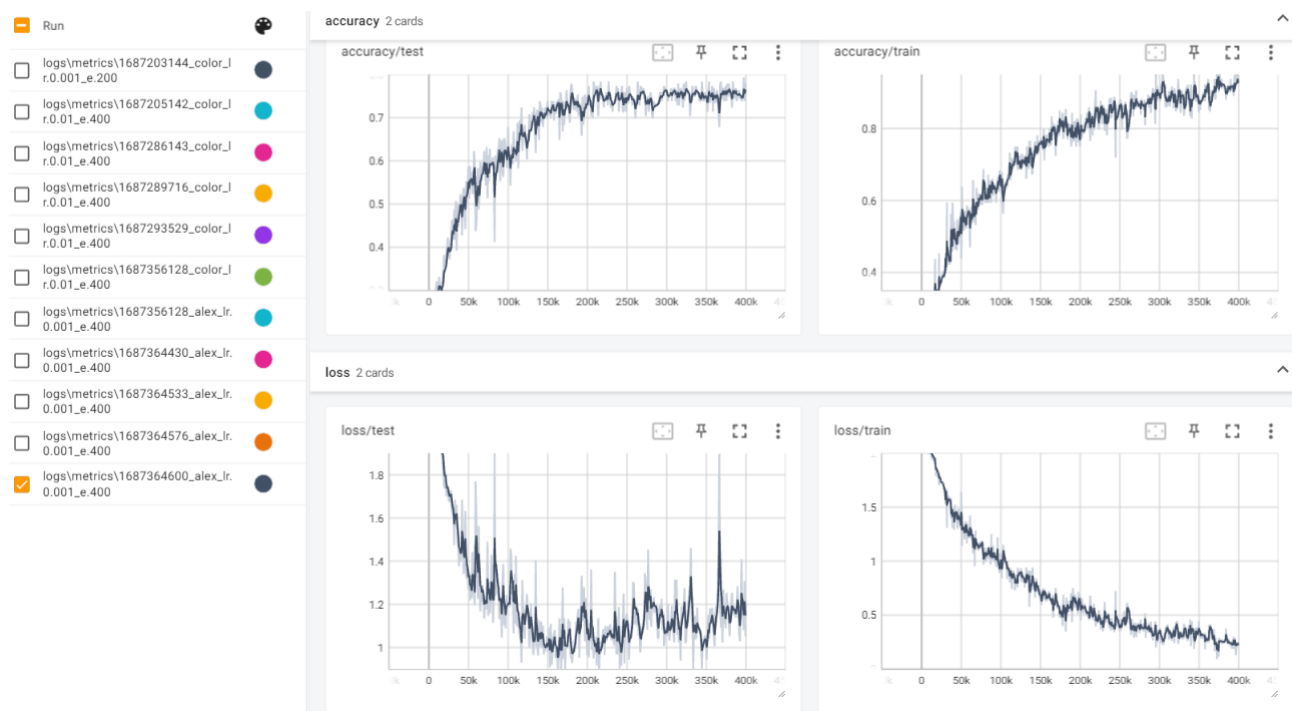 Run
logs\metrics\1687203144_color_l
r.0.001_e.200
logs\metrics\1687205142_color_l
r.0.01_e.400
logs\metrics\1687286143_color_l
r.0.01_e.400
logs\metrics\1687289716_color_l
r.0.01_e.400
logs\metrics\1687293529_color_l
r.0.01_e.400
logs\metrics\1687356128_color_l
r.0.01_e.400
logs\metrics\1687356128_alex_lr.
0.001_e.400
logs\metrics\1687364430_alex_lr.
0.001_e.400
logs\metrics\1687364533_alex_lr.
0.001_e.400
logs\metrics\1687364576_alex_lr.
0.001_e.400
logs\metrics\1687364600_alex_lr.
0.001_e.400
accuracy 2 cards
accuracy/test
0.7
0.6
0.5
0.4
0 50k 100k 150k 200k 250k 300k 350k 400k
accuracy/train
0.8
0.6
0.4
0 50k 100k 150k 200k 250k 300k 350k 400k
loss 2 cards
loss/test
1.8
1.6
1.4
1.2
1
0 50k 100k 150k 200k 250k 300k 350k 400k
loss/train
1.5
1
0.5
0 50k 100k 150k 200k 250k 300k 350k 400k